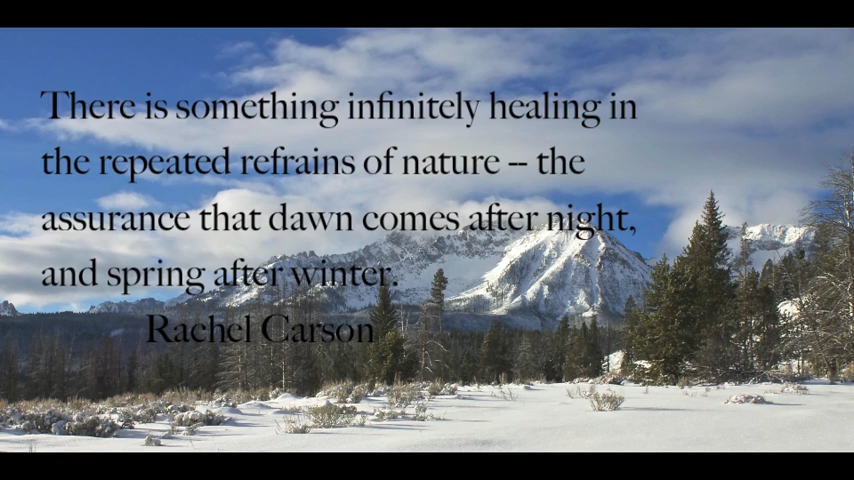 There is something infinitely healing in
the repeated refrains of nature -- the
assurance that dawn comes after night,
and spring after winter.
Rachel Carson